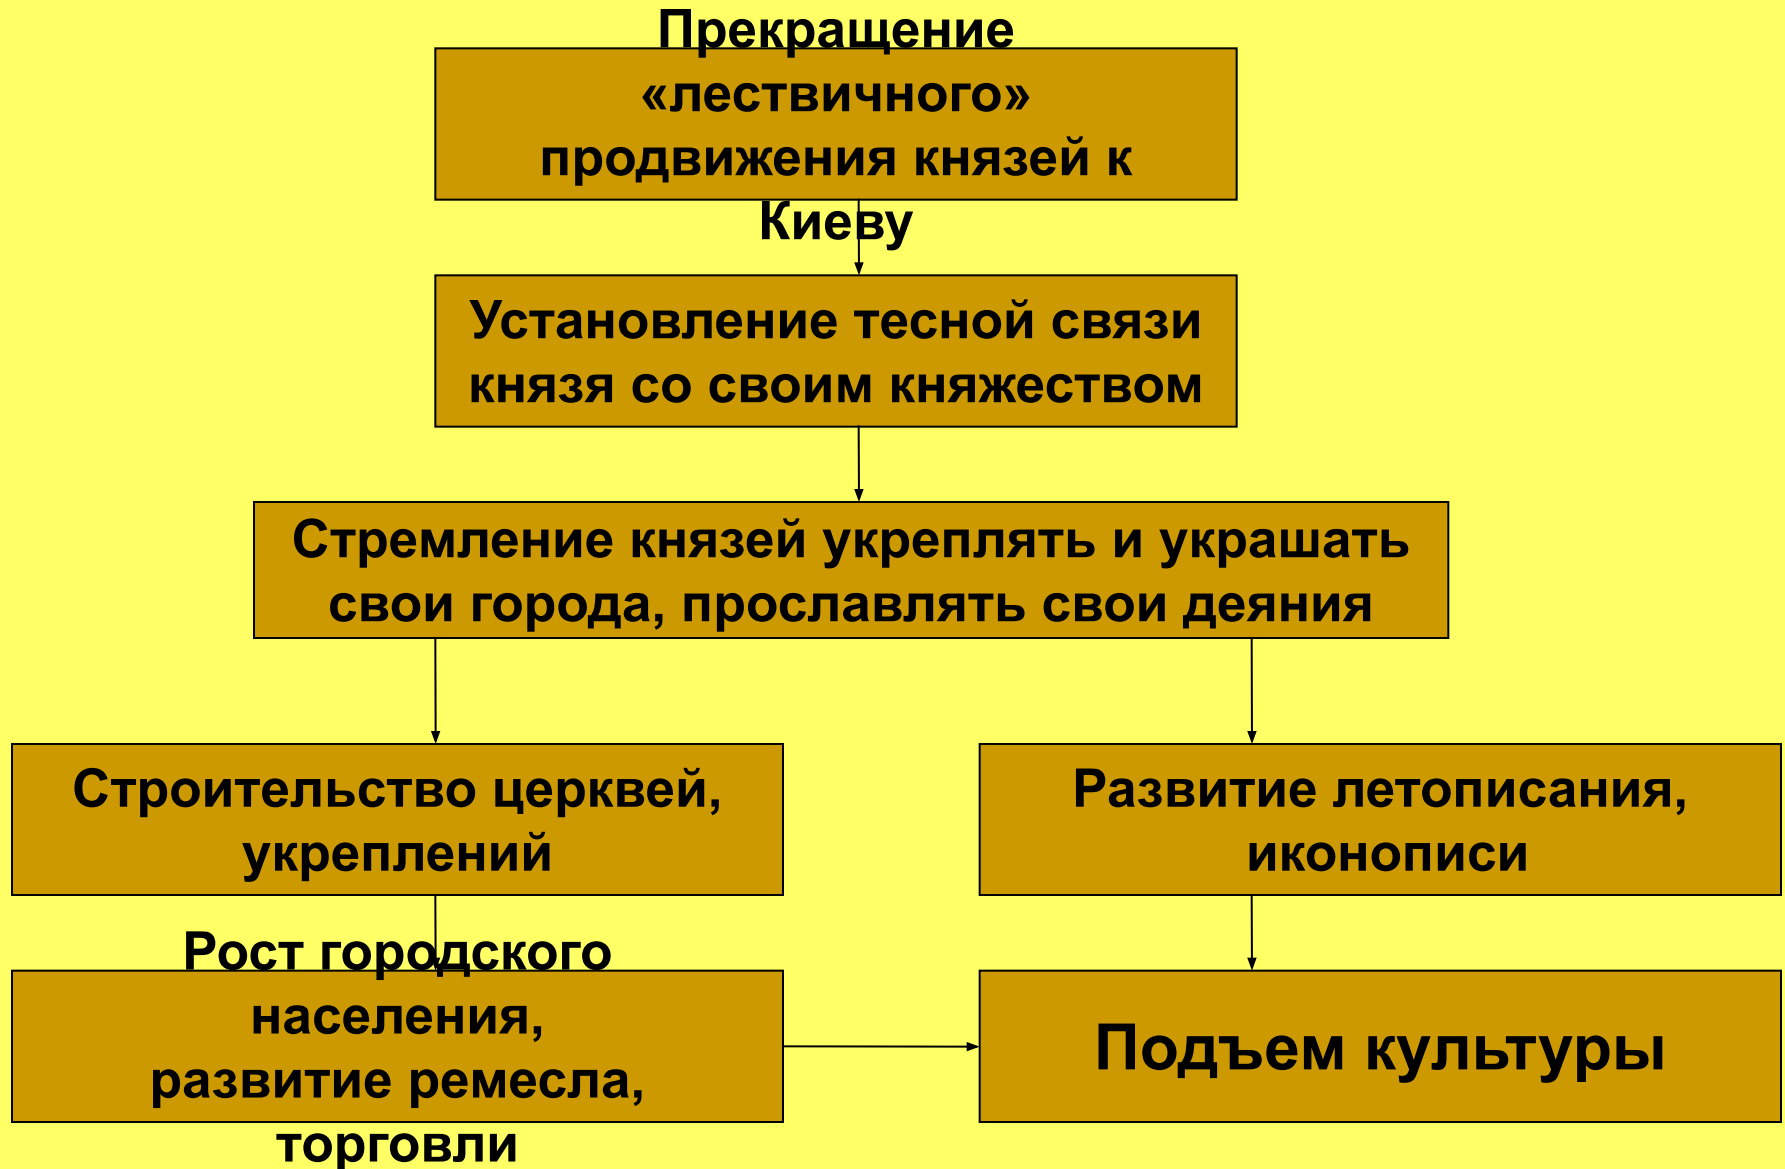 Прекращение
«лествичного»
продвижения князей к
Киеву
Установление тесной связи
князя со своим княжеством
Стремление князей укреплять и украшать
свои города, прославлять свои деяния
Строительство церквей,
укреплений
Развитие летописания,
иконописи
Рост городского
населения,
развитие ремесла,
торговли
Подъем культуры